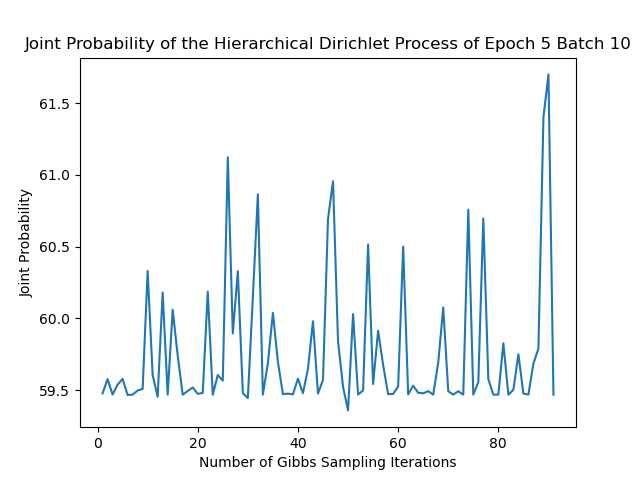 Joint Probability of the Hierarchical Dirichlet Process of Epoch 5 Batch 10
61.5
61.0
60.5
60.0
59.5
Joint Probability
0 20 40 60 80
Number of Gibbs Sampling Iterations